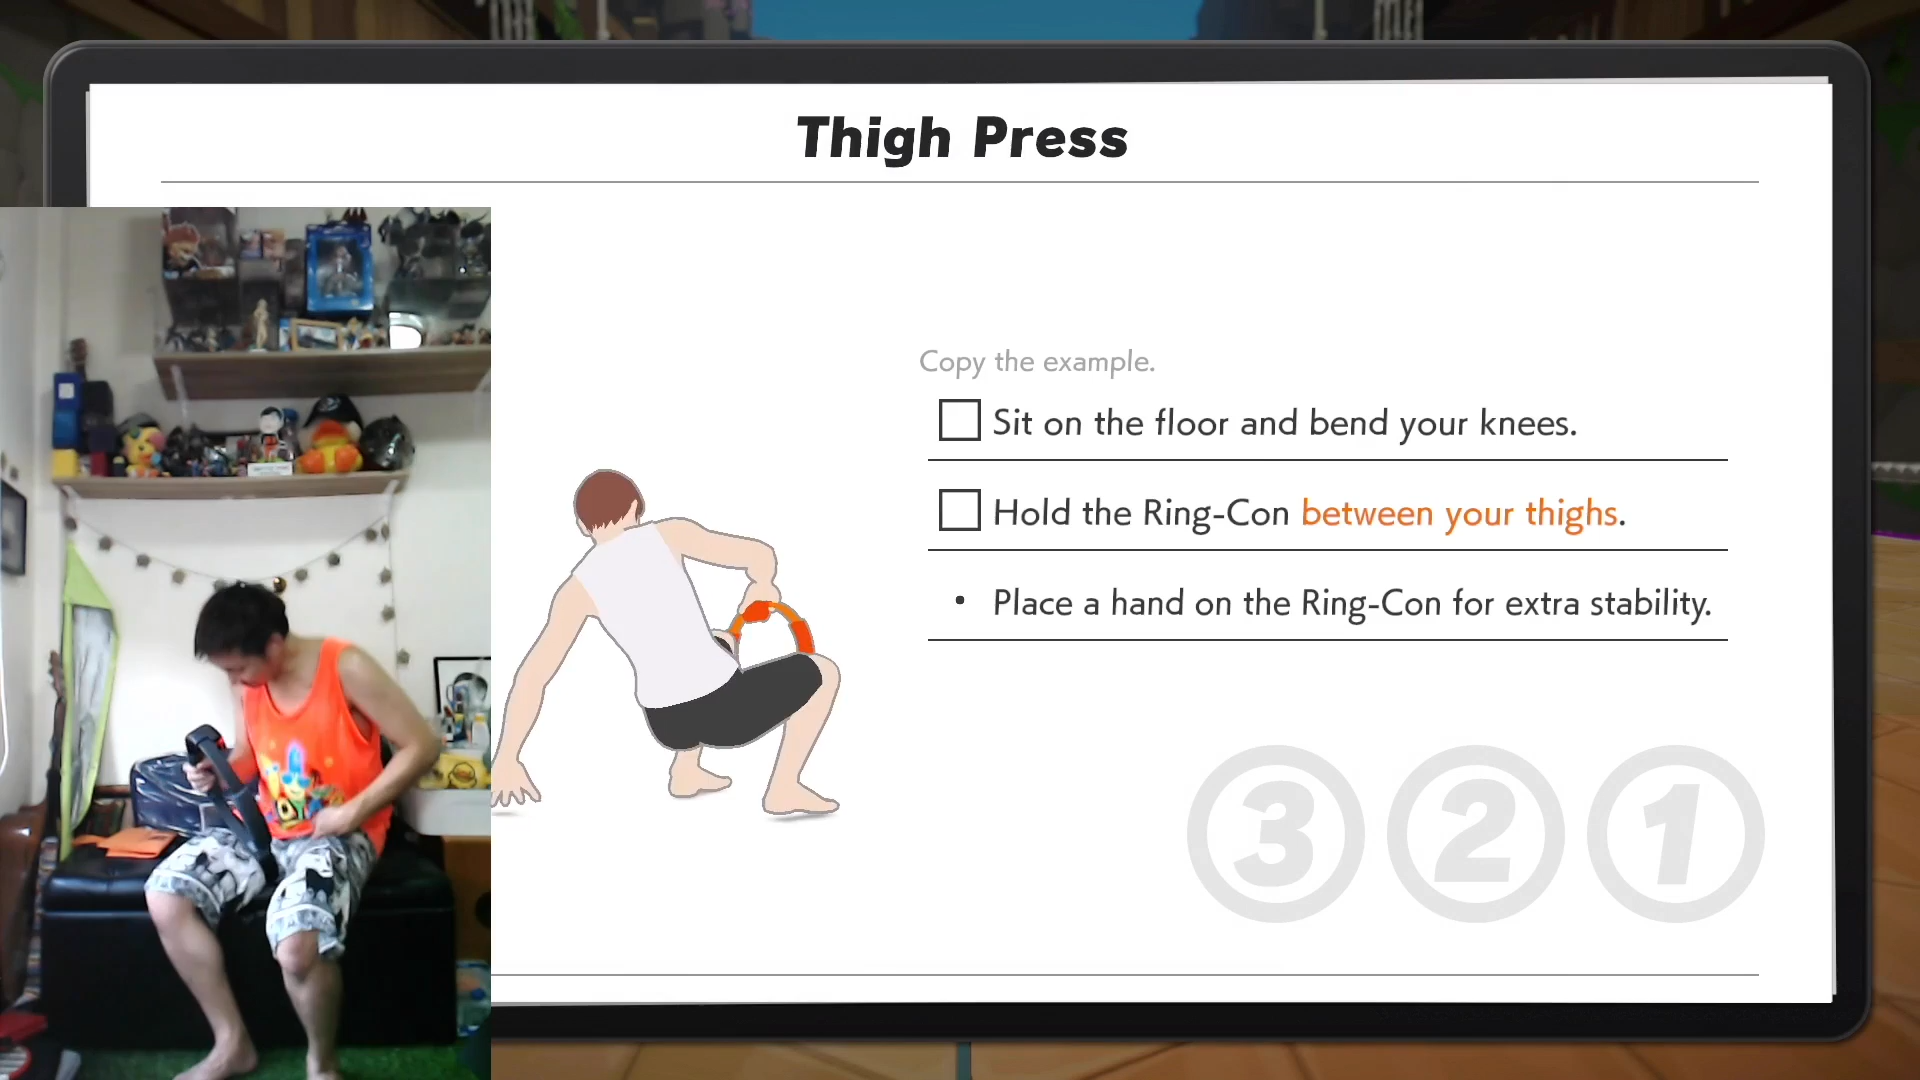 Thigh Press
Copy the example.
Sit on the floor and bend your knees.
Hold the Ring-Con between your thighs.
• Place a hand on the Ring-Con for extra stability.
3 2 1